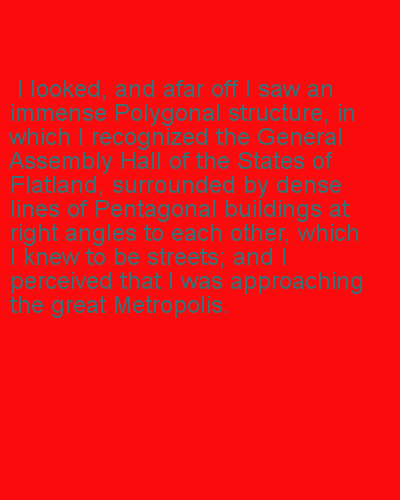 I looked, and afar off I saw an
immense Polygonal structure, in
which I recognized the General
Assembly Hall of the States of
Flatland, surrounded by dense
lines of Pentagonal buildings at
right angles to each other, which
I knew to be streets; and I
perceived that I was approaching
the great Metropolis.